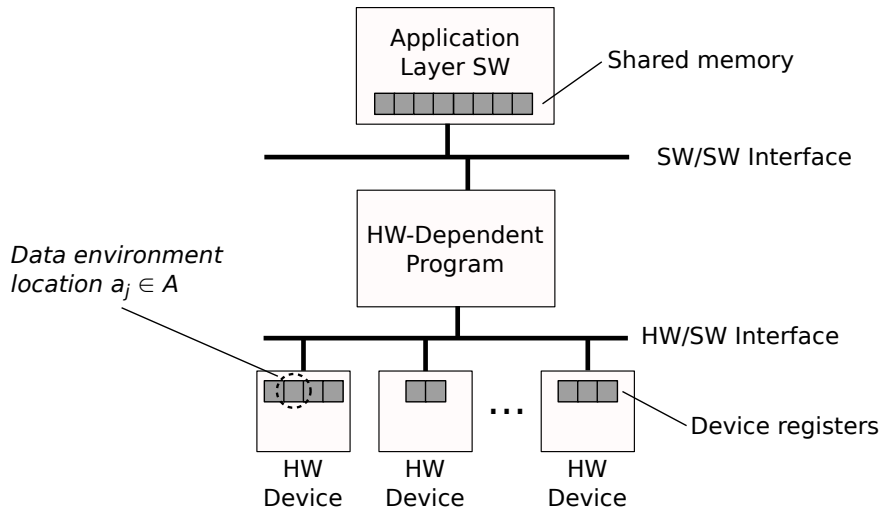 Application
Layer SW
Shared memory
SW/SW Interface
HW-Dependent
Program
Data environment
location aⱼ ∈ A
HW/SW Interface
...
Device registers
HW
Device
HW
Device
HW
Device